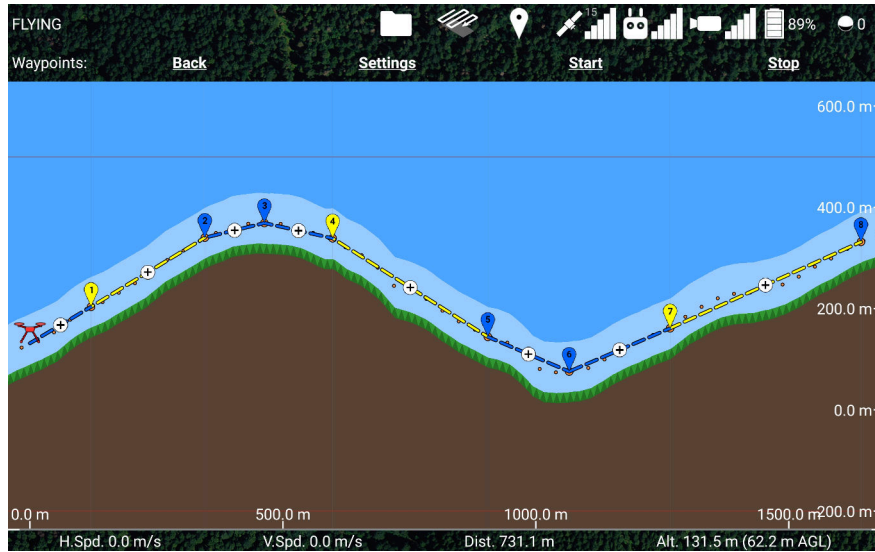 FLYING 15 89% 0
Waypoints: Back Settings Start Stop
600.0 m
400.0 m
3
2 4 8
1
200.0 m
7
5
6
0.0 m
-200.0 m
0.0 m 500.0 m 1000.0 m 1500.0 m
H.Spd. 0.0 m/s V.Spd. 0.0 m/s Dist. 731.1 m Alt. 131.5 m (62.2 m AGL)